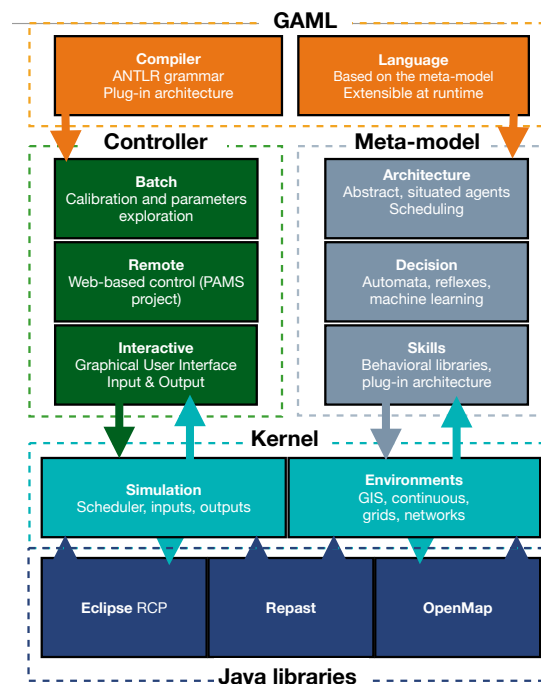 GAML
Compiler
ANTLR grammar
Plug-in architecture
Language
Based on the meta-model
Extensible at runtime
Controller
Batch
Calibration and parameters
exploration
Remote
Web-based control (PAMS
project)
Interactive
Graphical User Interface
Input & Output
Meta-model
Architecture
Abstract, situated agents
Scheduling
Decision
Automata, reflexes,
machine learning
Skills
Behavioral libraries,
plug-in architecture
Kernel
Simulation
Scheduler, inputs, outputs
Environments
GIS, continuous,
grids, networks
Eclipse RCP
Repast
OpenMap
Java libraries